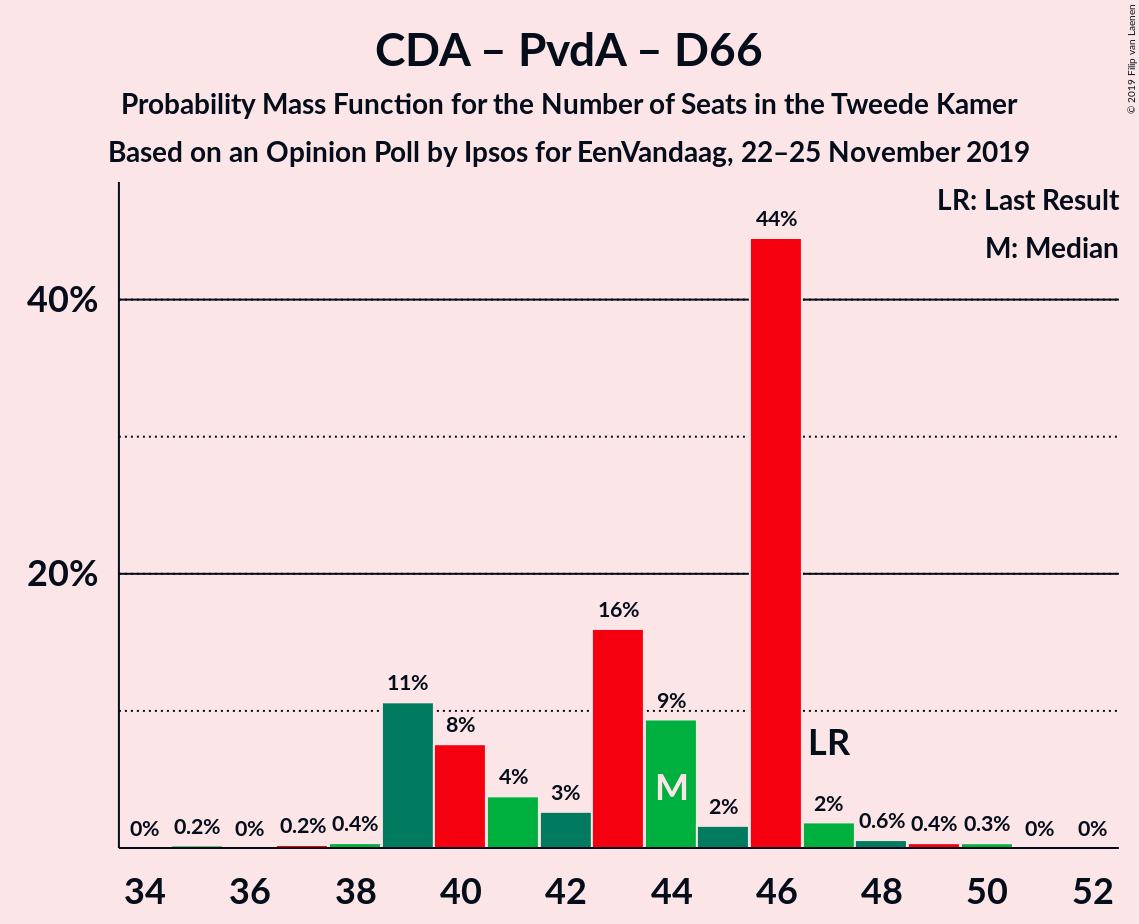 CDA – PvdA – D66
Probability Mass Function for the Number of Seats in the Tweede Kamer
Based on an Opinion Poll by Ipsos for EenVandaag, 22–25 November 2019
© 2019 Filip van Laenen
LR: Last Result
M: Median
40%
20%
0%
0.2%
0%
0.2%
0.4%
11%
8%
4%
3%
16%
9%
2%
44%
2%
0.6%
0.4%
0.3%
0%
0%
M
LR
34 36 38 40 42 44 46 48 50 52